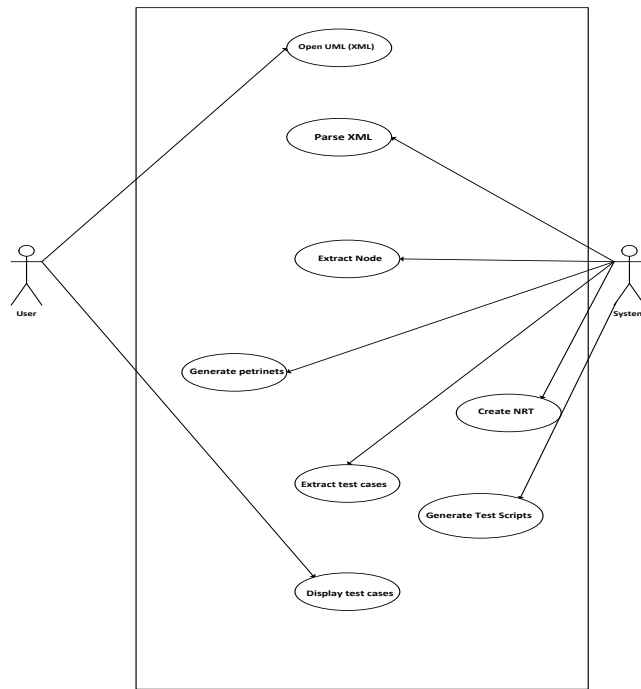 Open UML (XML)
Parse XML
Extract Node
User
System
Generate petrinets
Create NRT
Extract test cases
Generate Test Scripts
Display test cases